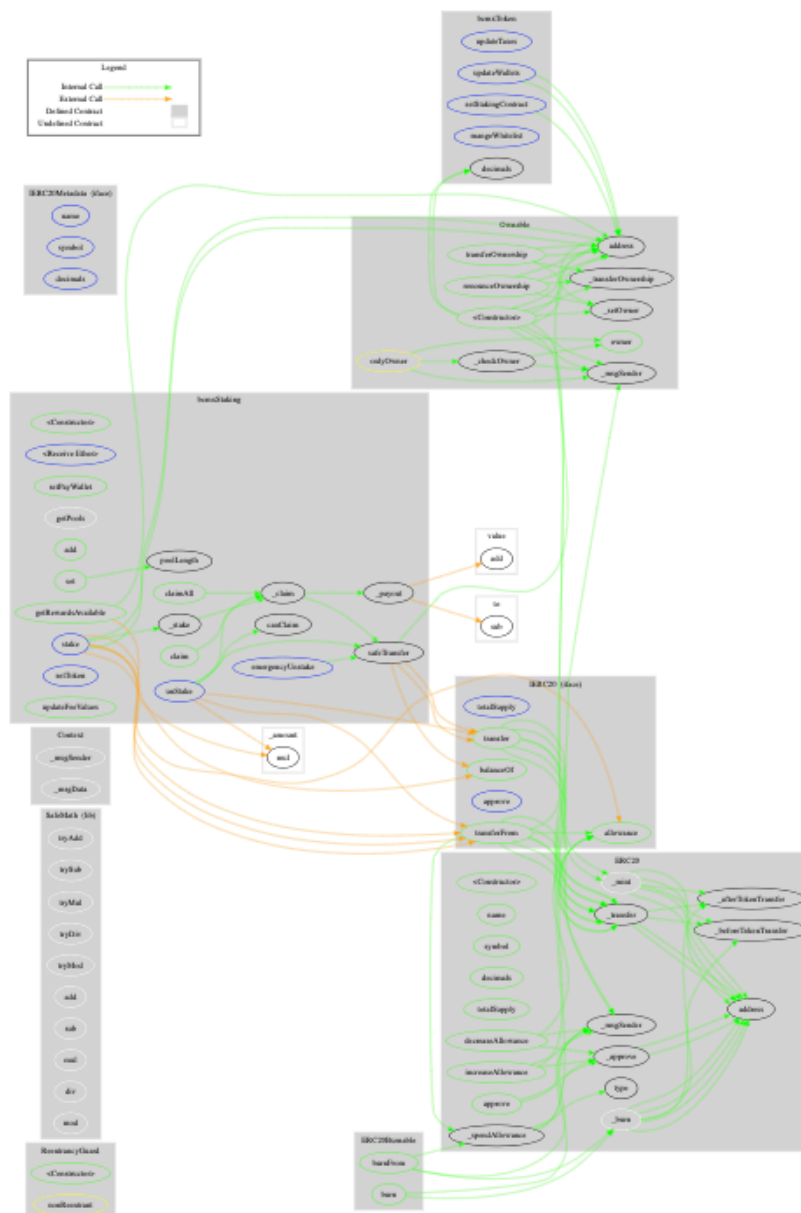 Legend
Internal Call
External Call
Defined Contract
Undefined Contract
updateTaxes
updateWallets
setStakingContract
decimals
IERC20Metadata (iface)
name
symbol
decimals
Ownable
transferOwnership
renounceOwnership
<Constructor>
onlyOwner
_checkOwner
address
_transferOwnership
_setOwner
owner
_msgSender
<Constructor>
<Receive Ether>
setPayWallet
getPools
add
set
getRewardsAvailable
stake
setToken
poolLength
claimAll
_stake
claim
unStake
_claim
canClaim
emergencyUnstake
_payout
safeTransfer
value
add
to
sub
_amount
mul
IERC20 (iface)
totalSupply
transfer
balanceOf
approve
transferFrom
allowance
Context
_msgSender
_msgData
SafeMath (lib)
tryAdd
trySub
tryMul
tryDiv
tryMod
add
sub
mul
div
mod
ReentrancyGuard
<Constructor>
nonReentrant
ERC20
<Constructor>
name
symbol
decimals
totalSupply
decreaseAllowance
increaseAllowance
approve
_spendAllowance
_mint
_transfer
_msgSender
_approve
type
_burn
_afterTokenTransfer
_beforeTokenTransfer
address
ERC20Burnable
burnFrom
burn